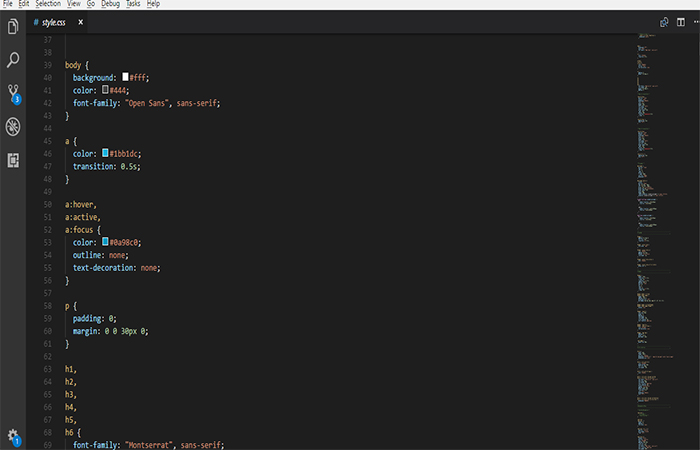 File Edit Selection View Go Debug Tasks Help
# style.css ×
37
38
39 body {
40 background: #fff;
41 color: #444;
42 font-family: "Open Sans", sans-serif;
43 }
44
45 a {
46 color: #1bb1dc;
47 transition: 0.5s;
48 }
49
50 a:hover,
51 a:active,
52 a:focus {
53 color: #0a98c0;
54 outline: none;
55 text-decoration: none;
56 }
57
58 p {
59 padding: 0;
60 margin: 0 0 30px 0;
61 }
62
63 h1,
64 h2,
65 h3,
66 h4,
67 h5,
68 h6 {
69 font-family: "Montserrat", sans-serif;
3
1